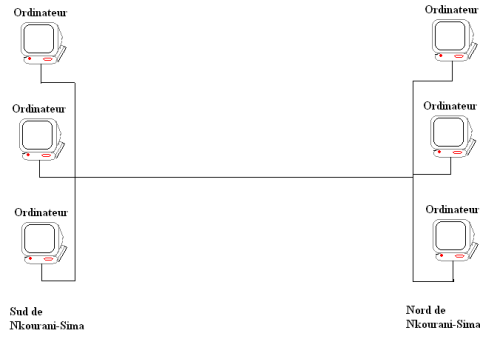 Ordinateur
Ordinateur
Ordinateur
Ordinateur
Ordinateur
Ordinateur
Sud de
Nkourani-Sima
Nord de
Nkourani-Sima